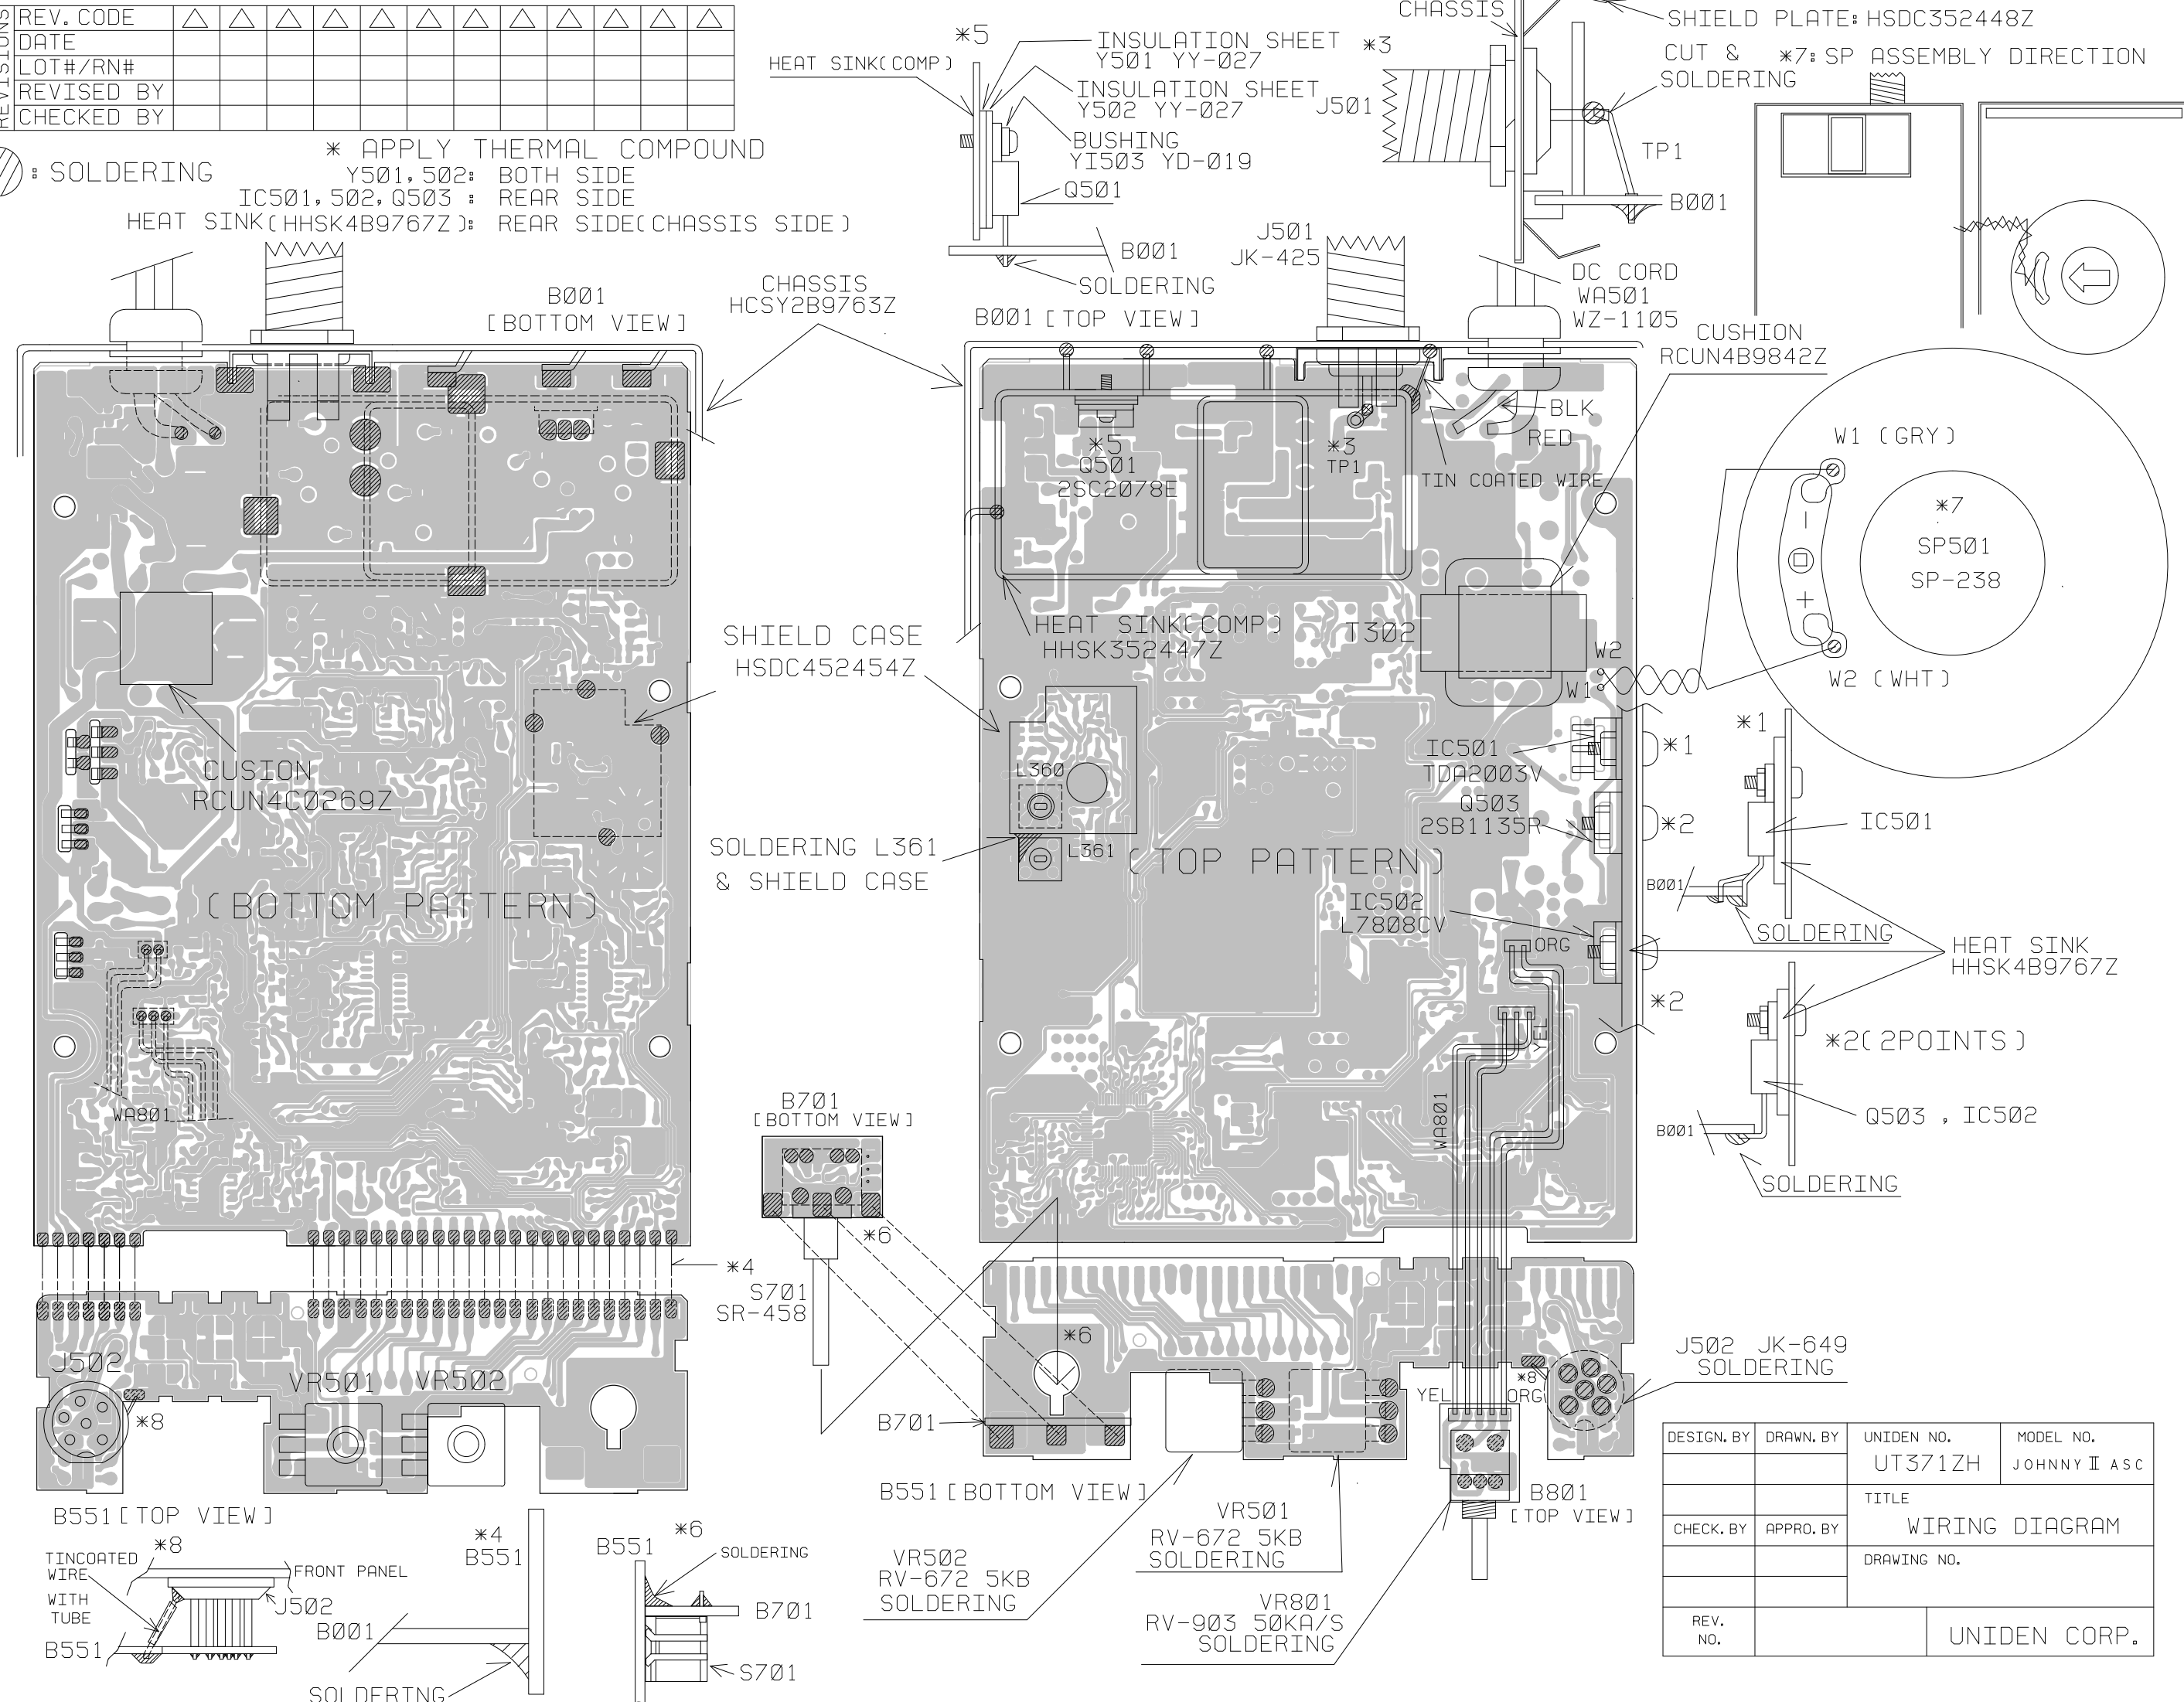 REVISIONS
REV. CODE
DATE
LOT#/RN#
REVISED BY
CHECKED BY
: SOLDERING
* APPLY THERMAL COMPOUND
Y501,502: BOTH SIDE
IC501,502,Q503 : REAR SIDE
HEAT SINK(HHSK4B9767Z): REAR SIDE(CHASSIS SIDE)
*5
HEAT SINK(COMP)
INSULATION SHEET
Y501 YY-027
INSULATION SHEET
Y502 YY-027
BUSHING
YI503 YD-019
Q501
B001
SOLDERING
CHASSIS
*3
J501
SHIELD PLATE: HSDC352448Z
CUT &
SOLDERING
TP1
B001
*7: SP ASSEMBLY DIRECTION
B001
[BOTTOM VIEW]
CHASSIS
HCSY2B9763Z
B001 [TOP VIEW]
J501
JK-425
DC CORD
WA501
WZ-1105
CUSHION
RCUN4B9842Z
BLK
RED
*5
Q501
2SC2078E
*3
TP1
TIN COATED WIRE
W1 (GRY)
*7
SP501
SP-238
W2 (WHT)
HEAT SINK(COMP)
HHSK352447Z
T302
W2
W1
SHIELD CASE
HSDC452454Z
CUSION
RCUN4C0269Z
L360
L361
SOLDERING L361
& SHIELD CASE
(BOTTOM PATTERN)
(TOP PATTERN)
IC501
TDA2003V
*1
Q503
2SB1135R
*2
IC502
L7808CV
*2
*1
IC501
B001
SOLDERING
HEAT SINK
HHSK4B9767Z
*2(2POINTS)
Q503 , IC502
B001
SOLDERING
ORG
YEL
WA801
WA801
B701
[BOTTOM VIEW]
*6
*4
S701
SR-458
J502
*8
VR501
VR502
B551 [TOP VIEW]
*6
B701
B551 [BOTTOM VIEW]
YEL
*8
ORG
J502 JK-649
SOLDERING
B801
[TOP VIEW]
VR501
RV-672 5KB
SOLDERING
VR502
RV-672 5KB
SOLDERING
VR801
RV-903 50KA/S
SOLDERING
*8
TINCOATED
WIRE
WITH
TUBE
FRONT PANEL
J502
B551
*4
B551
B001
SOLDERING
*6
B551
SOLDERING
B701
S701
DESIGN.BY
DRAWN.BY
UNIDEN NO.
UT371ZH
MODEL NO.
JOHNNY II ASC
TITLE
WIRING DIAGRAM
CHECK.BY
APPRO.BY
DRAWING NO.
REV.
NO.
UNIDEN CORP.